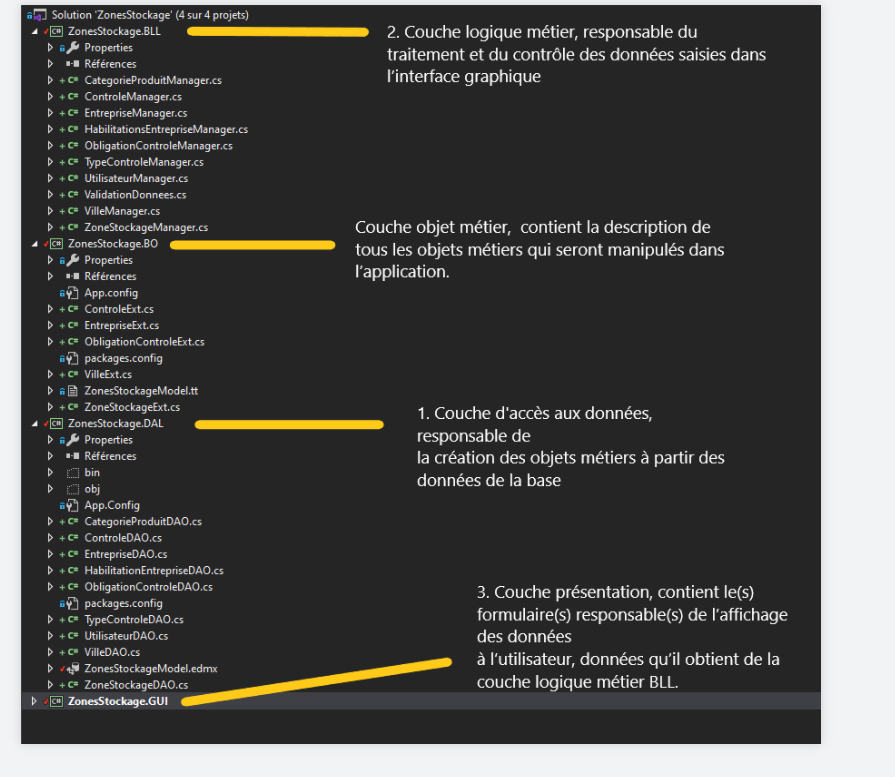 Solution 'ZonesStockage' (4 sur 4 projets)
ZonesStockage.BLL
Properties
Références
CategorieProduitManager.cs
ControleManager.cs
EntrepriseManager.cs
HabilitationsEntrepriseManager.cs
ObligationControleManager.cs
TypeControleManager.cs
UtilisateurManager.cs
ValidationDonnees.cs
VilleManager.cs
ZoneStockageManager.cs
2. Couche logique métier, responsable du
traitement et du contrôle des données saisies dans
l'interface graphique
ZonesStockage.BO
Properties
Références
App.config
ControleExt.cs
EntrepriseExt.cs
ObligationControleExt.cs
packages.config
VilleExt.cs
ZonesStockageModel.tt
ZoneStockageExt.cs
Couche objet métier, contient la description de
tous les objets métiers qui seront manipulés dans
l'application.
ZonesStockage.DAL
Properties
Références
bin
obj
App.Config
CategorieProduitDAO.cs
ControleDAO.cs
EntrepriseDAO.cs
HabilitationEntrepriseDAO.cs
ObligationControleDAO.cs
packages.config
TypeControleDAO.cs
UtilisateurDAO.cs
VilleDAO.cs
ZonesStockageModel.edmx
ZoneStockageDAO.cs
1. Couche d'accès aux données,
responsable de
la création des objets métiers à partir des
données de la base
ZonesStockage.GUI
3. Couche présentation, contient le(s)
formulaire(s) responsable(s) de l'affichage
des données
à l'utilisateur, données qu'il obtient de la
couche logique métier BLL.